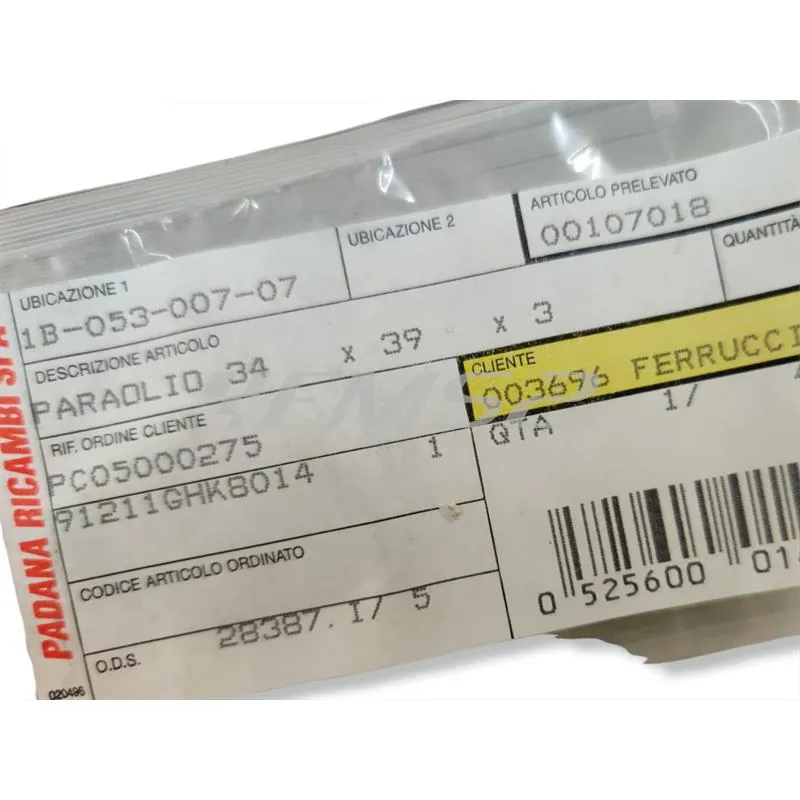 PADANA RICAMBI SPA
UBICAZIONE 1
1B-053-007-07
UBICAZIONE 2
ARTICOLO PRELEVATO
00107018
QUANTITÀ
DESCRIZIONE ARTICOLO
PARAOLIO 34 x 39 x 3
CLIENTE
003696 FERRUCCI
RIF. ORDINE CLIENTE
PC05000275
91211GHK8014 1
QTA 1/
CODICE ARTICOLO ORDINATO
28387. I/ 5
O.D.S.
0 525600 01
020496